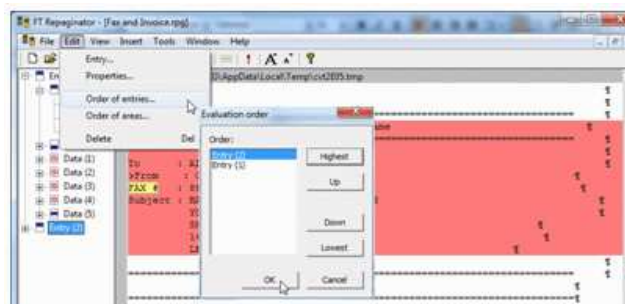 FT Repaginator - [Fax and Invoice.rpg]
File Edit View Insert Tools Window Help
Entry...
Properties...
Order of entries...
Order of areas...
Delete Del
D\AppData\Local\Temp\cvt2895.tmp
Evaluation order
Order:
Entry (2)
Entry (1)
Highest
Up
Down
Lowest
OK
Cancel
Data (1)
Data (2)
Data (3)
Data (4)
Data (5)
Entry (2)
To :
>From :
FAX # :
Subject :